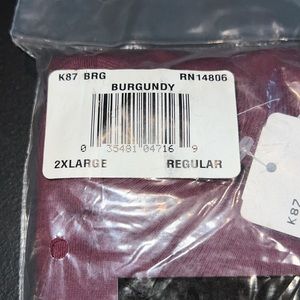 K87 BRG RN14806
BURGUNDY
0 35481 04716 9
2XLARGE REGULAR
K87